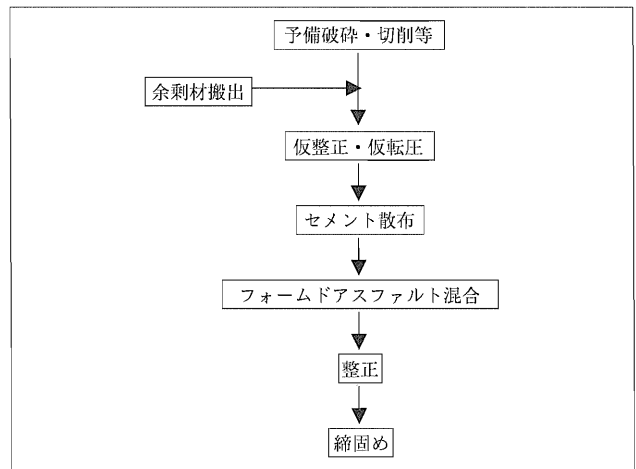 予備破砕・切削等
余剰材搬出
仮整正・仮転圧
セメント散布
フォームドアスファルト混合
整正
締固め